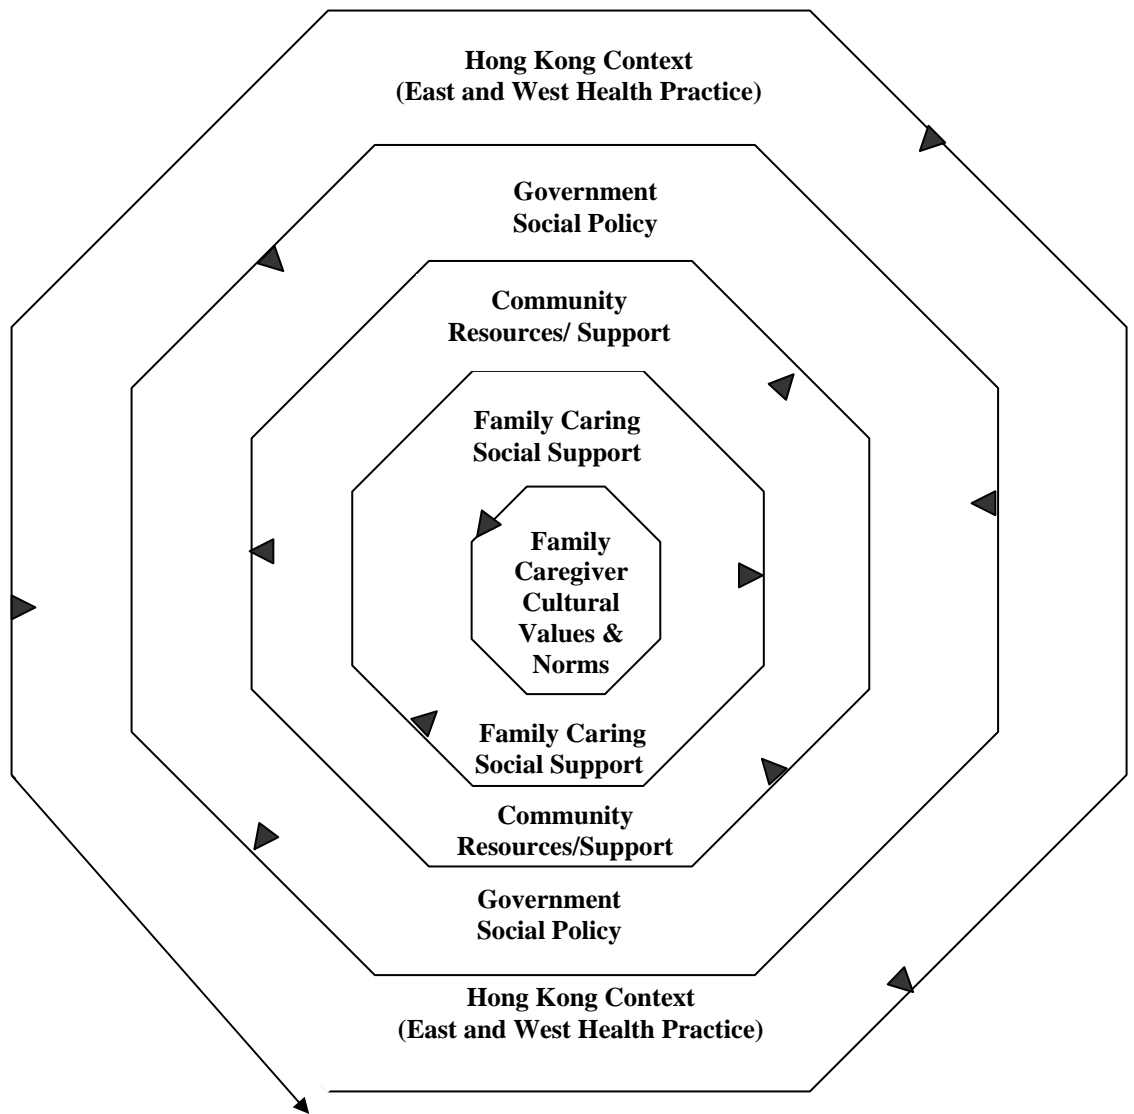 Hong Kong Context
(East and West Health Practice)
Government
Social Policy
Community
Resources/ Support
Family Caring
Social Support
Family
Caregiver
Cultural
Values &
Norms
Family Caring
Social Support
Community
Resources/Support
Government
Social Policy
Hong Kong Context
(East and West Health Practice)